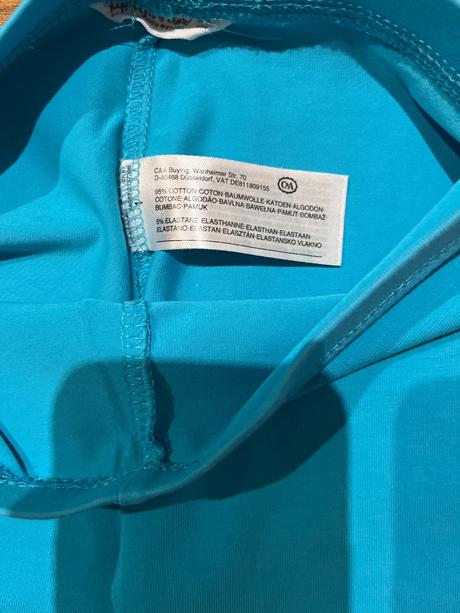 C&A Buying, Wanheimer Str. 70
D-40468 Düsseldorf, VAT DE811809155
C&A
95% COTTON-COTON-BAUMWOLLE-KATOEN-ALGODÓN-
COTONE-ALGODÃO-BAVLNA-BAWEŁNA-PAMUT-BOMBAŽ-
BUMBAC-PAMUK
5% ELASTANE-ELASTHANNE-ELASTHAN-ELASTAAN-
ELASTANO-ELASTAN-ELASZTÁN-ELASTANSKO VLAKNO